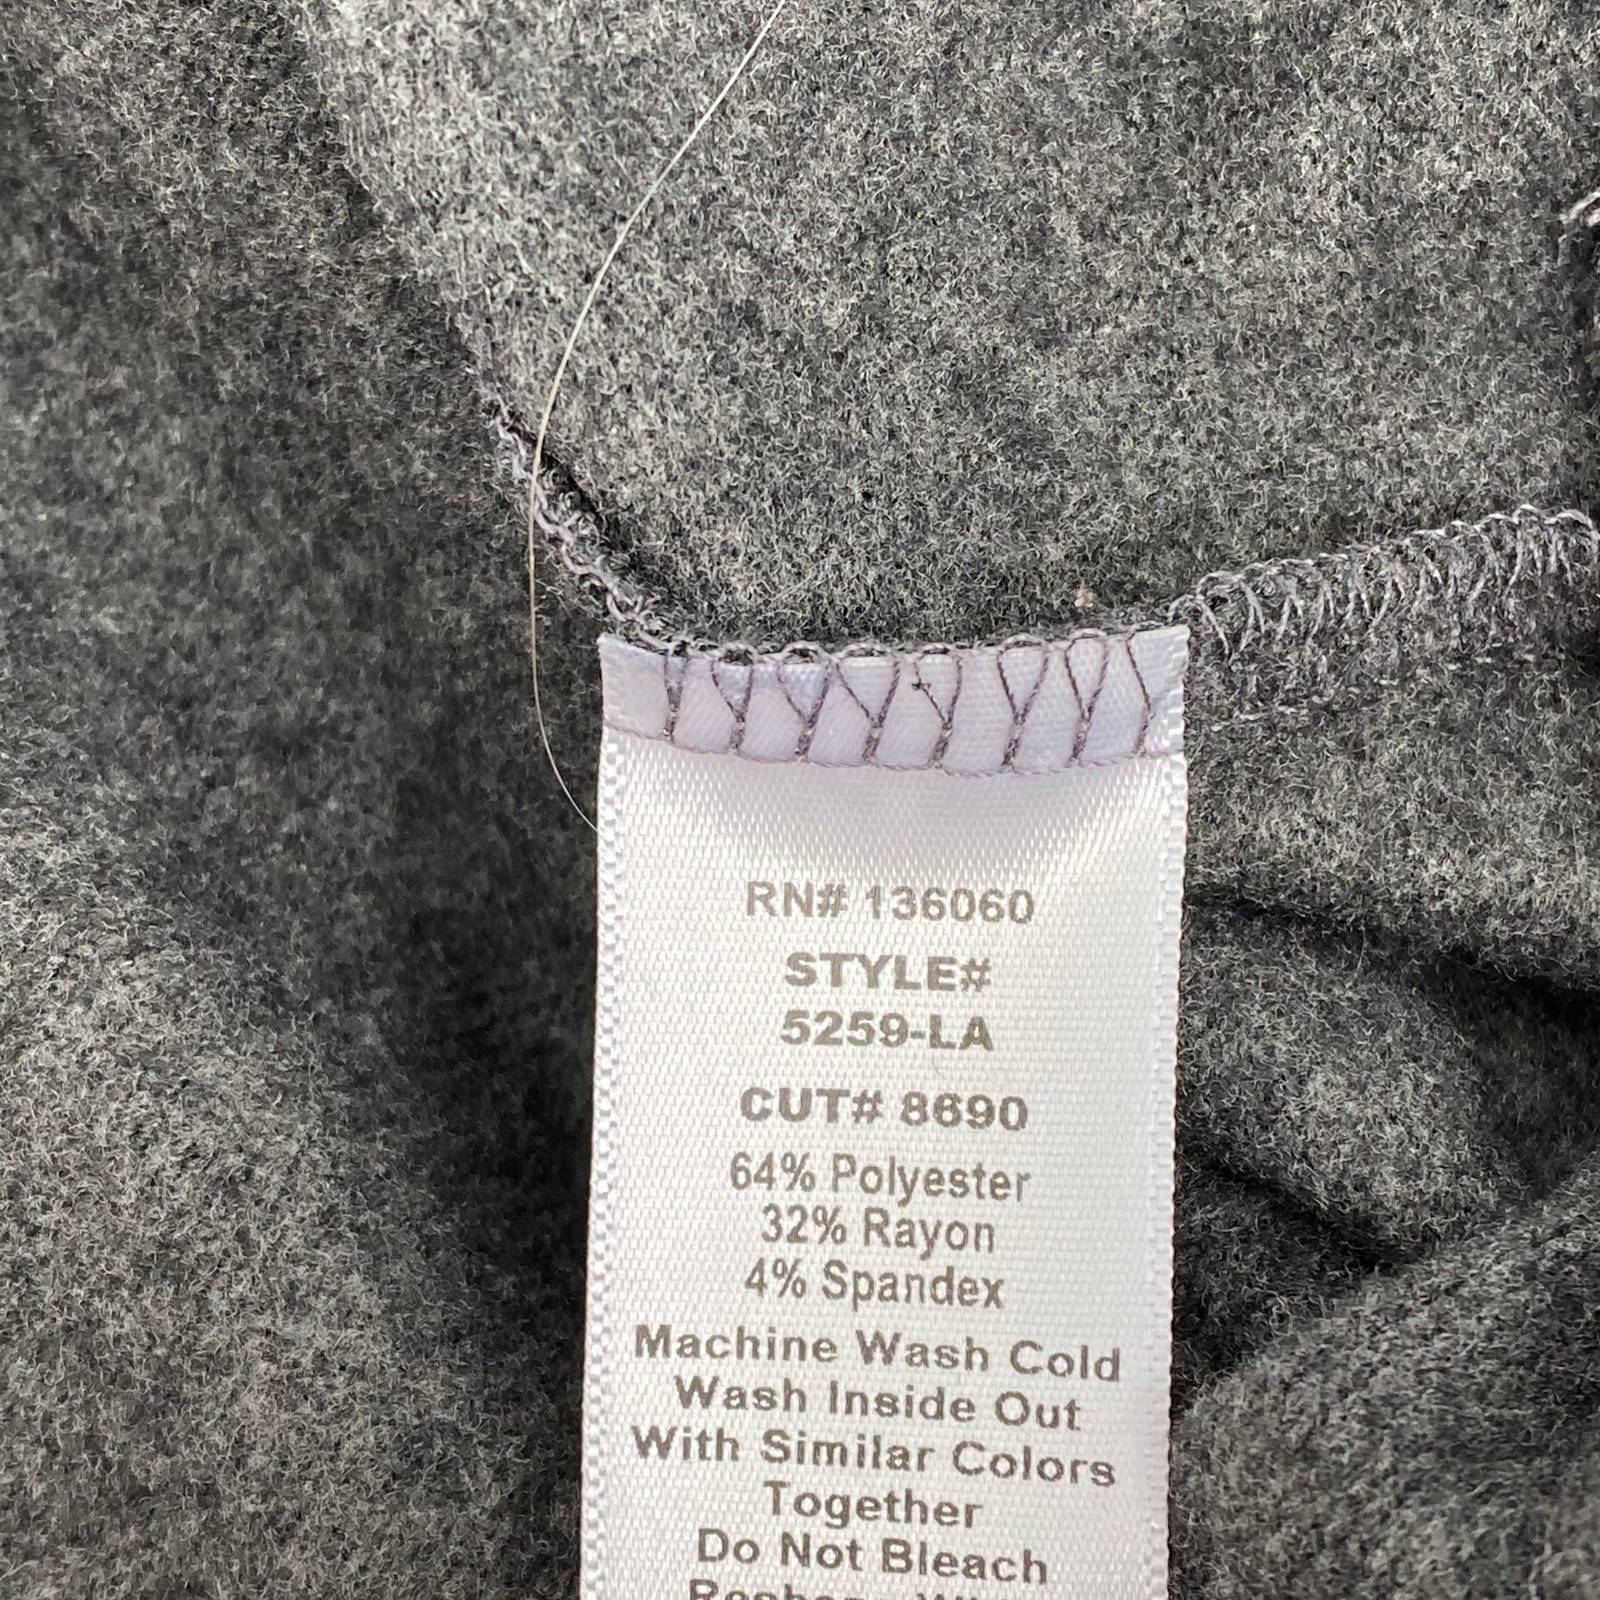 RN# 136060
STYLE#
5259-LA
CUT# 8690
64% Polyester
32% Rayon
4% Spandex
Machine Wash Cold
Wash Inside Out
With Similar Colors
Together
Do Not Bleach